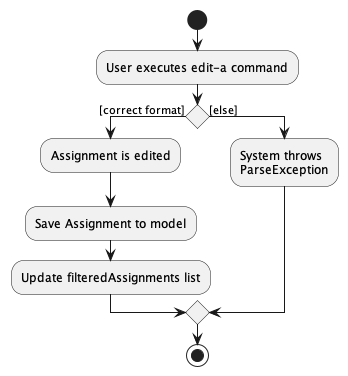 User executes edit-a command
[correct format]
[else]
Assignment is edited
System throws
ParseException
Save Assignment to model
Update filteredAssignments list